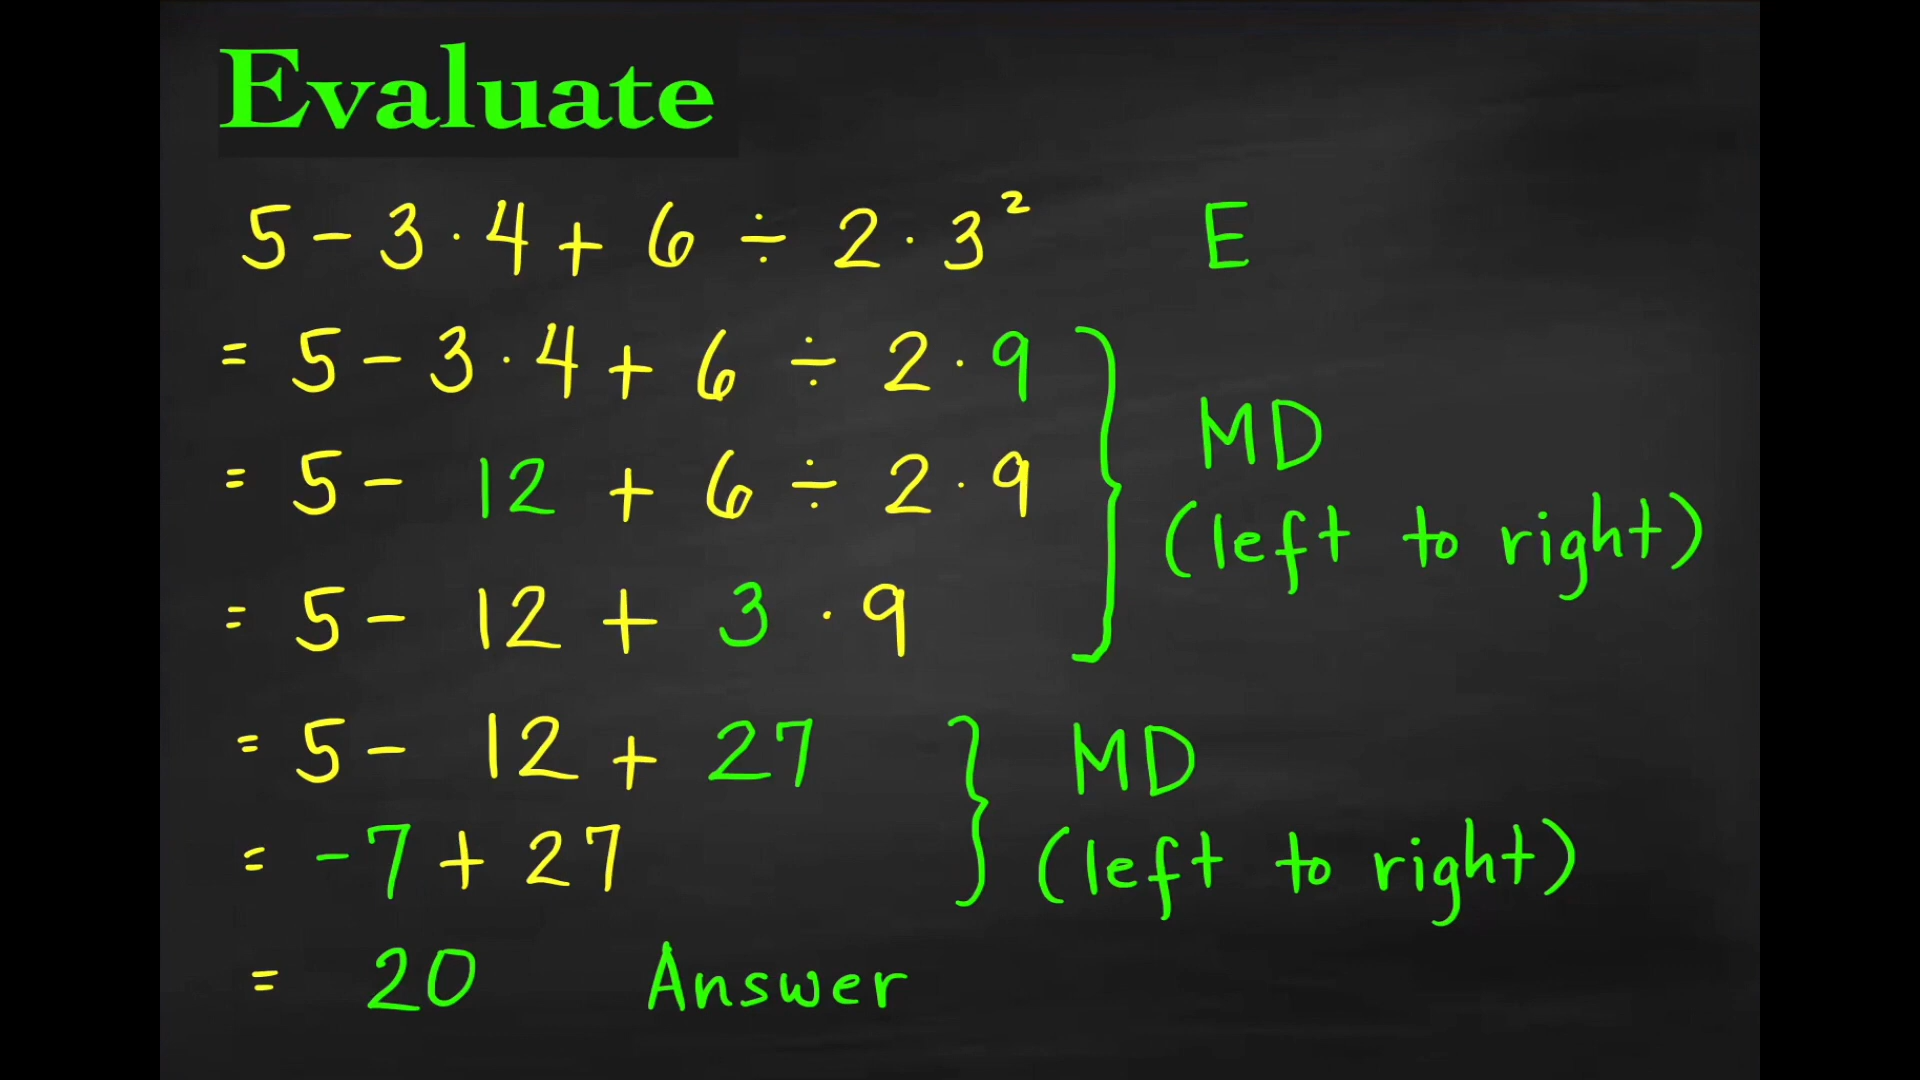 Evaluate
5 - 3 · 4 + 6 ÷ 2 · 3² E
= 5 - 3 · 4 + 6 ÷ 2 · 9
MD
= 5 - 12 + 6 ÷ 2 · 9
(left to right)
= 5 - 12 + 3 · 9
= 5 - 12 + 27 MD
= -7 + 27 (left to right)
= 20 Answer